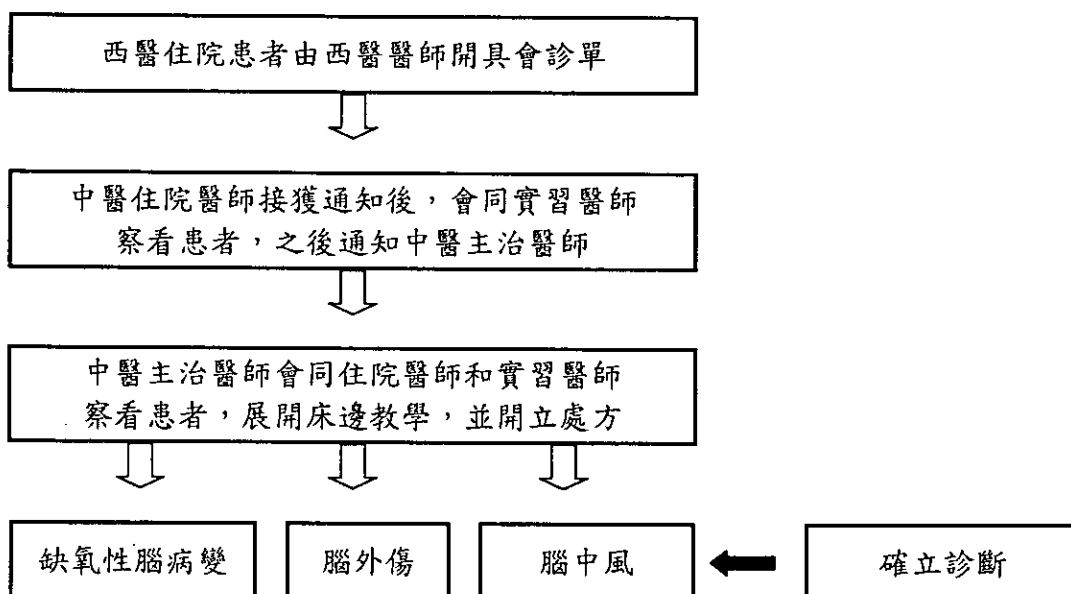 西醫住院患者由西醫醫師開具會診單
中醫住院醫師接獲通知後，會同實習醫師
察看患者，之後通知中醫主治醫師
中醫主治醫師會同住院醫師和實習醫師
察看患者，展開床邊教學，並開立處方
缺氧性腦病變
腦外傷
腦中風
確立診斷